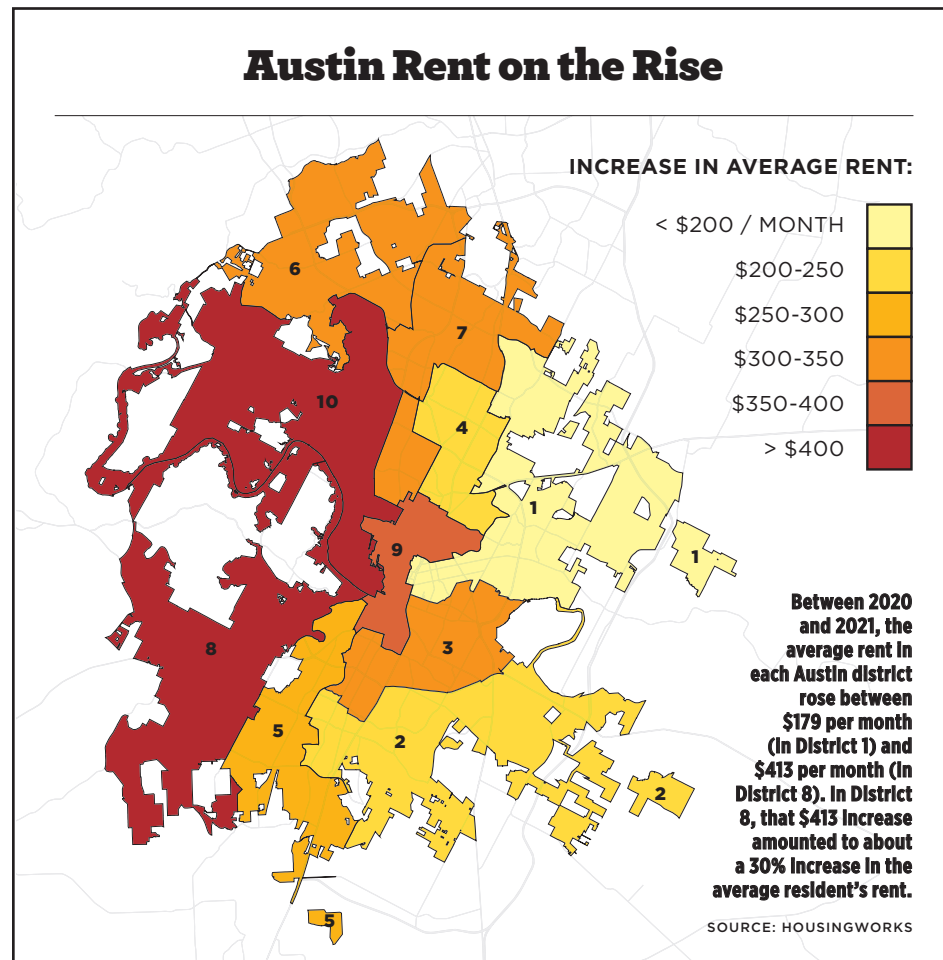 Austin Rent on the Rise
INCREASE IN AVERAGE RENT:
< $200 / MONTH
$200-250
$250-300
$300-350
$350-400
> $400
6
7
10
4
1
9
1
3
8
5
2
2
5
Between 2020
and 2021, the
average rent in
each Austin district
rose between
$179 per month
(in District 1) and
$413 per month (in
District 8). In District
8, that $413 increase
amounted to about
a 30% increase in the
average resident's rent.
SOURCE: HOUSINGWORKS